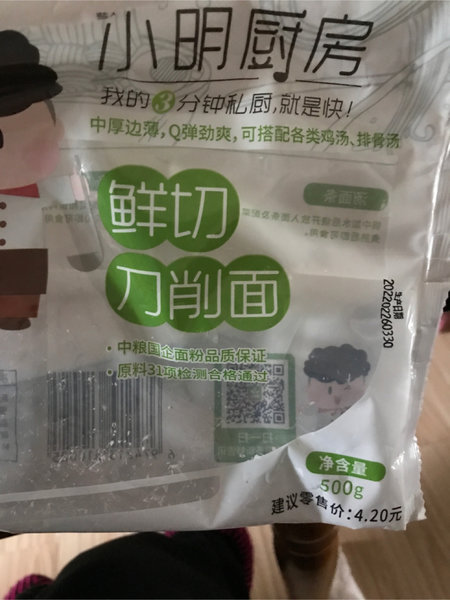 小明厨房
我的3分钟私厨,就是快!
中厚边薄,Q弹劲爽,可搭配各类鸡汤、排骨汤
鲜切
刀削面
生产日期
202202260330
·中粮国企面粉品质保证
·原料31项检测合格通过
净含量
500g
建议零售价:4.20元